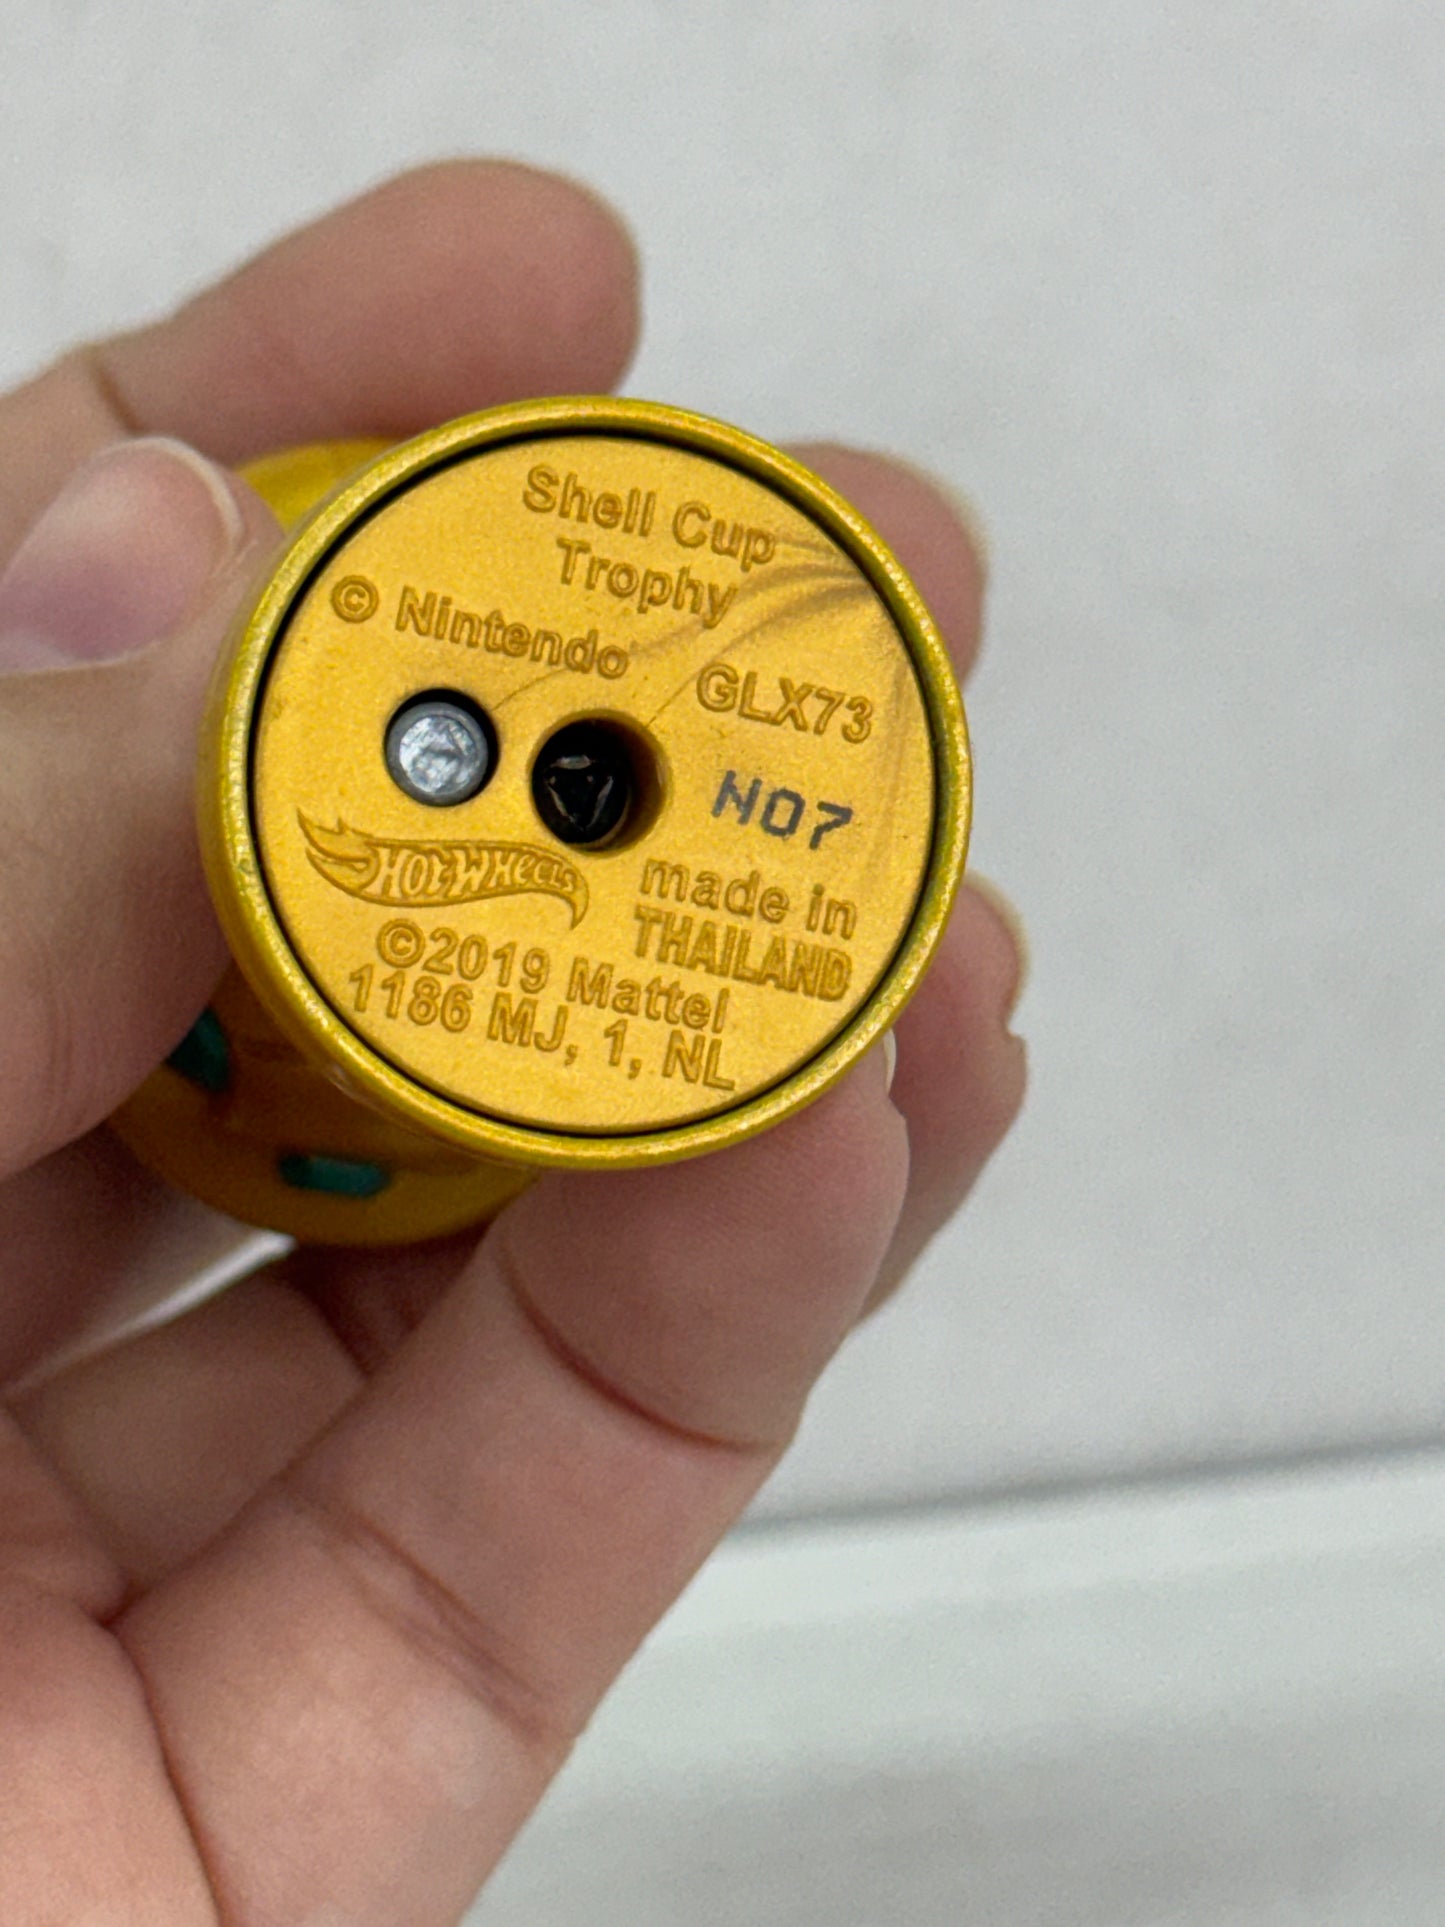 Shell Cup
Trophy
© Nintendo
GLX73
N07
HOT WHEELS
made in
THAILAND
©2019 Mattel
1186 MJ, 1, NL